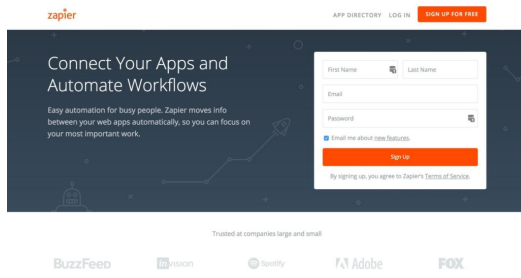 zapier
APP DIRECTORY LOG IN SIGN UP FOR FREE
Connect Your Apps and
Automate Workflows
Easy automation for busy people. Zapier moves info
between your web apps automatically, so you can focus on
your most important work.
First Name Last Name
Email
Password
Email me about new features.
Sign Up
By signing up, you agree to Zapier's Terms of Service.
Trusted at companies large and small
BuzzFeed invision Spotify Adobe FOX